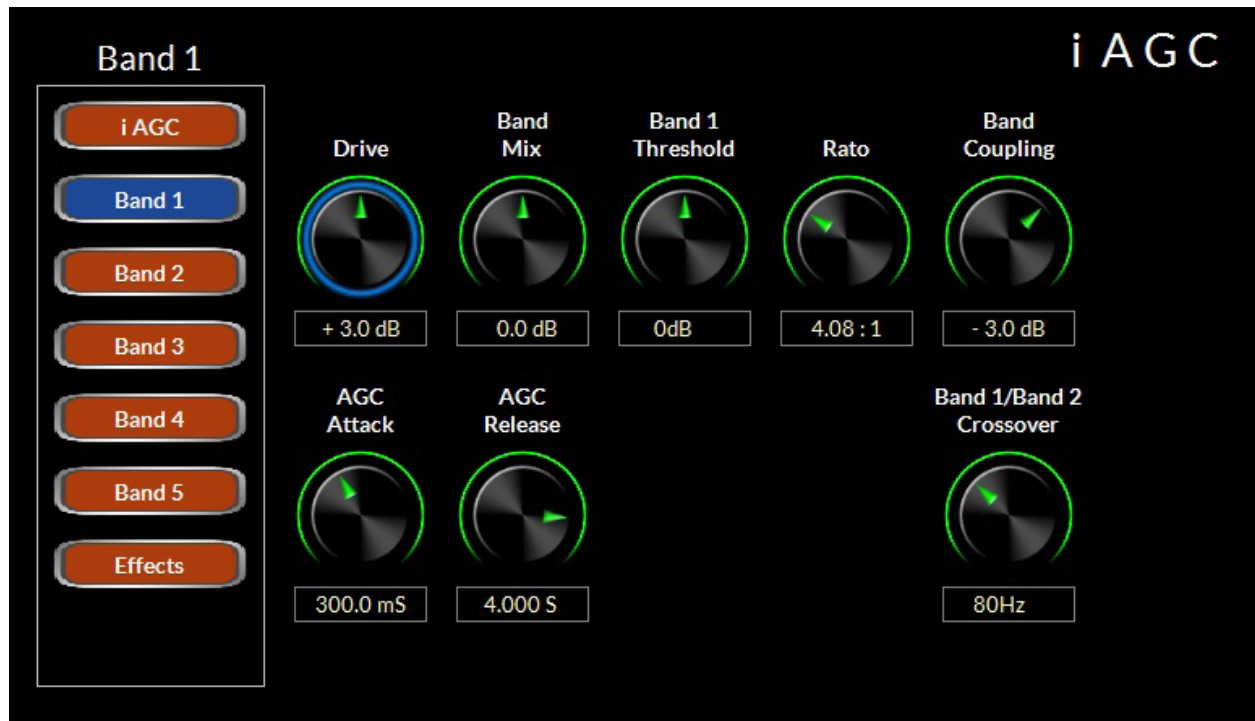 Band 1
i AGC
i AGC
Band 1
Band 2
Band 3
Band 4
Band 5
Effects
Drive
Band
Mix
Band 1
Threshold
Rato
Band
Coupling
+ 3.0 dB
0.0 dB
0dB
4.08 : 1
- 3.0 dB
AGC
Attack
AGC
Release
Band 1/Band 2
Crossover
300.0 mS
4.000 S
80Hz